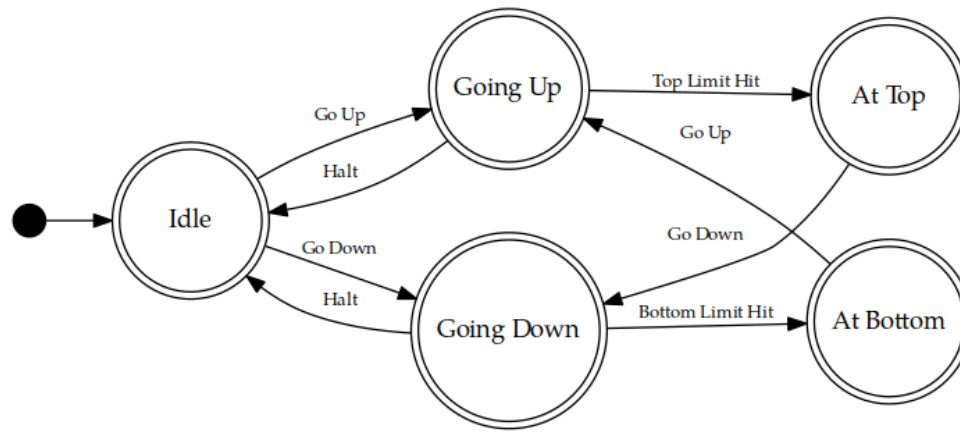 Going Up
Top Limit Hit
At Top
Go Up
Go Up
Halt
Idle
Go Down
Go Down
Halt
Bottom Limit Hit
Going Down
At Bottom